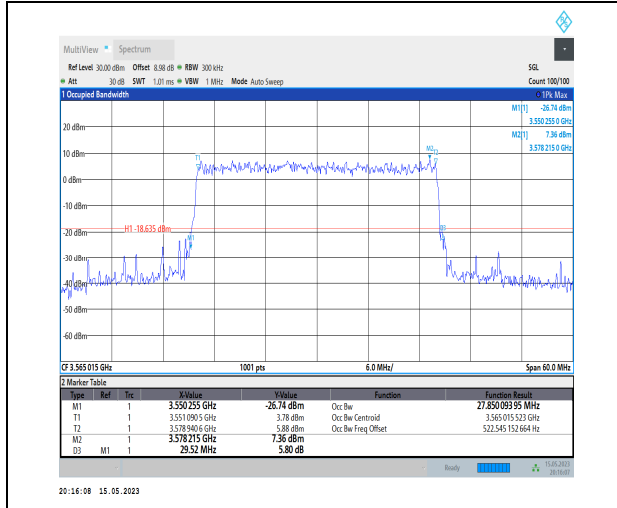 MultiView Spectrum
Ref Level 30.00 dBm Offset 8.98 dB RBW 300 kHz SGL
Att 30 dB SWT 1.01 ms VBW 1 MHz Mode Auto Sweep Count 100/100
1 Occupied Bandwidth 1Pk Max
M1[1] -26.74 dBm
3.550 255 0 GHz
M2[1] 7.36 dBm
3.578 215 0 GHz
20 dBm
10 dBm
T1
M2
T2
0 dBm
-10 dBm
H1 -18.635 dBm
-20 dBm
M1
D3
-30 dBm
-40 dBm
-50 dBm
-60 dBm
CF 3.565 015 GHz 1001 pts 6.0 MHz/ Span 60.0 MHz
2 Marker Table
Type Ref Trc X-Value Y-Value Function Function Result
M1 1 3.550 255 GHz -26.74 dBm Occ Bw 27.850 093 95 MHz
T1 1 3.551 090 5 GHz 3.78 dBm Occ Bw Centroid 3.565 015 523 GHz
T2 1 3.578 940 6 GHz 5.88 dBm Occ Bw Freq Offset 522.545 152 664 Hz
M2 1 3.578 215 GHz 7.36 dBm
D3 M1 1 29.52 MHz 5.80 dB
Ready 15.05.2023
20:16:07
20:16:08 15.05.2023